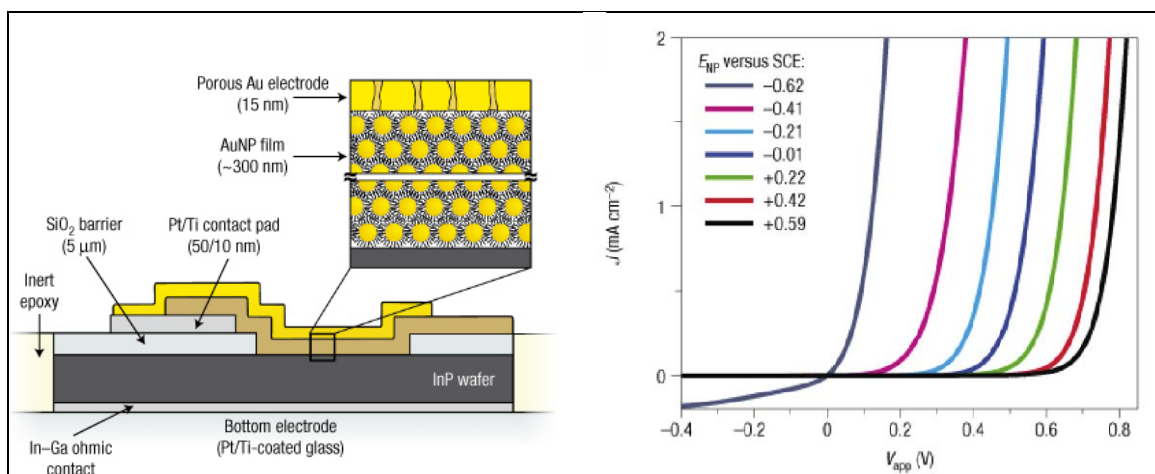 Porous Au electrode
(15 nm)
AuNP film
(~300 nm)
SiO₂ barrier
(5 μm)
Pt/Ti contact pad
(50/10 nm)
Inert
epoxy
InP wafer
In–Ga ohmic
contact
Bottom electrode
(Pt/Ti-coated glass)
E_NP versus SCE:
−0.62
−0.41
−0.21
−0.01
+0.22
+0.42
+0.59
2
1
0
J (mA cm⁻²)
−0.4 −0.2 0 0.2 0.4 0.6 0.8
V_app (V)